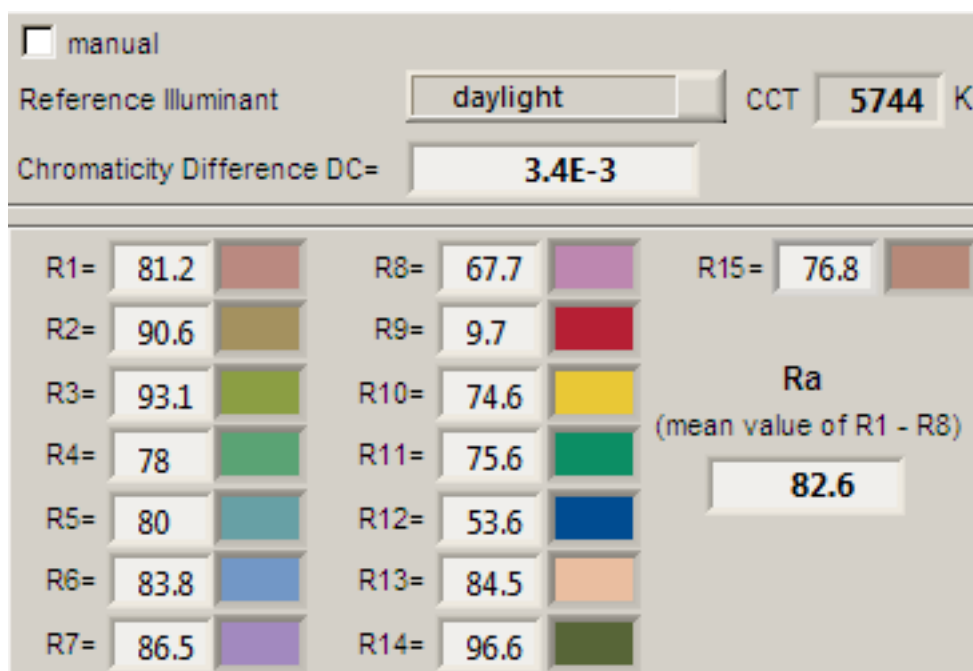 manual
Reference Illuminant daylight CCT 5744 K
Chromaticity Difference DC= 3.4E-3
R1= 81.2 R8= 67.7 R15= 76.8
R2= 90.6 R9= 9.7
R3= 93.1 R10= 74.6 Ra
(mean value of R1 - R8)
R4= 78 R11= 75.6
82.6
R5= 80 R12= 53.6
R6= 83.8 R13= 84.5
R7= 86.5 R14= 96.6